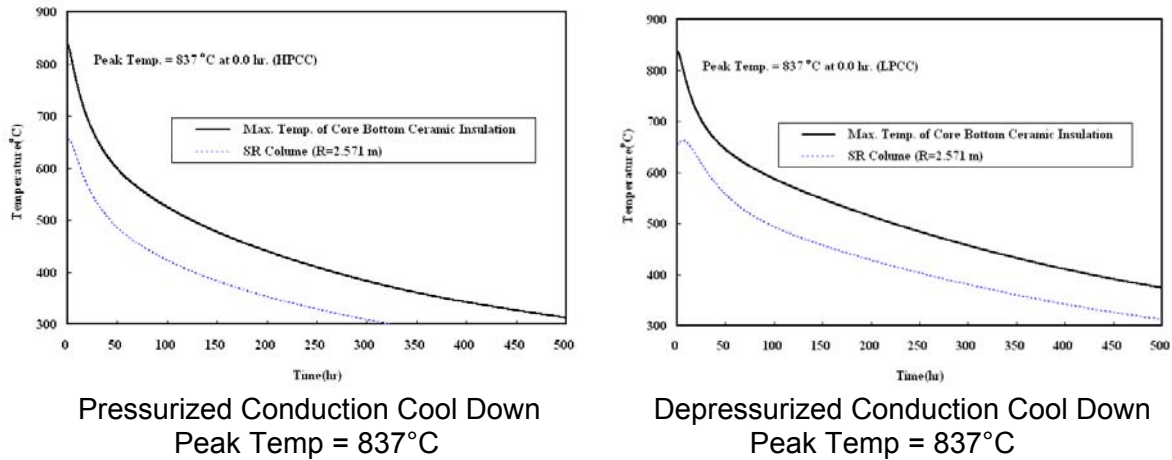 900
800
700
600
500
400
300
Temperature(°C)
Peak Temp. = 837 °C at 0.0 hr. (HPCC)
Max. Temp. of Core Bottom Ceramic Insulation
SR Colume (R=2.571 m)
0 50 100 150 200 250 300 350 400 450 500
Time(hr)
Pressurized Conduction Cool Down
Peak Temp = 837°C
900
800
700
600
500
400
300
Temperature(°C)
Peak Temp. = 837 °C at 0.0 hr. (LPCC)
Max. Temp. of Core Bottom Ceramic Insulation
SR Colume (R=2.571 m)
0 50 100 150 200 250 300 350 400 450 500
Time(hr)
Depressurized Conduction Cool Down
Peak Temp = 837°C